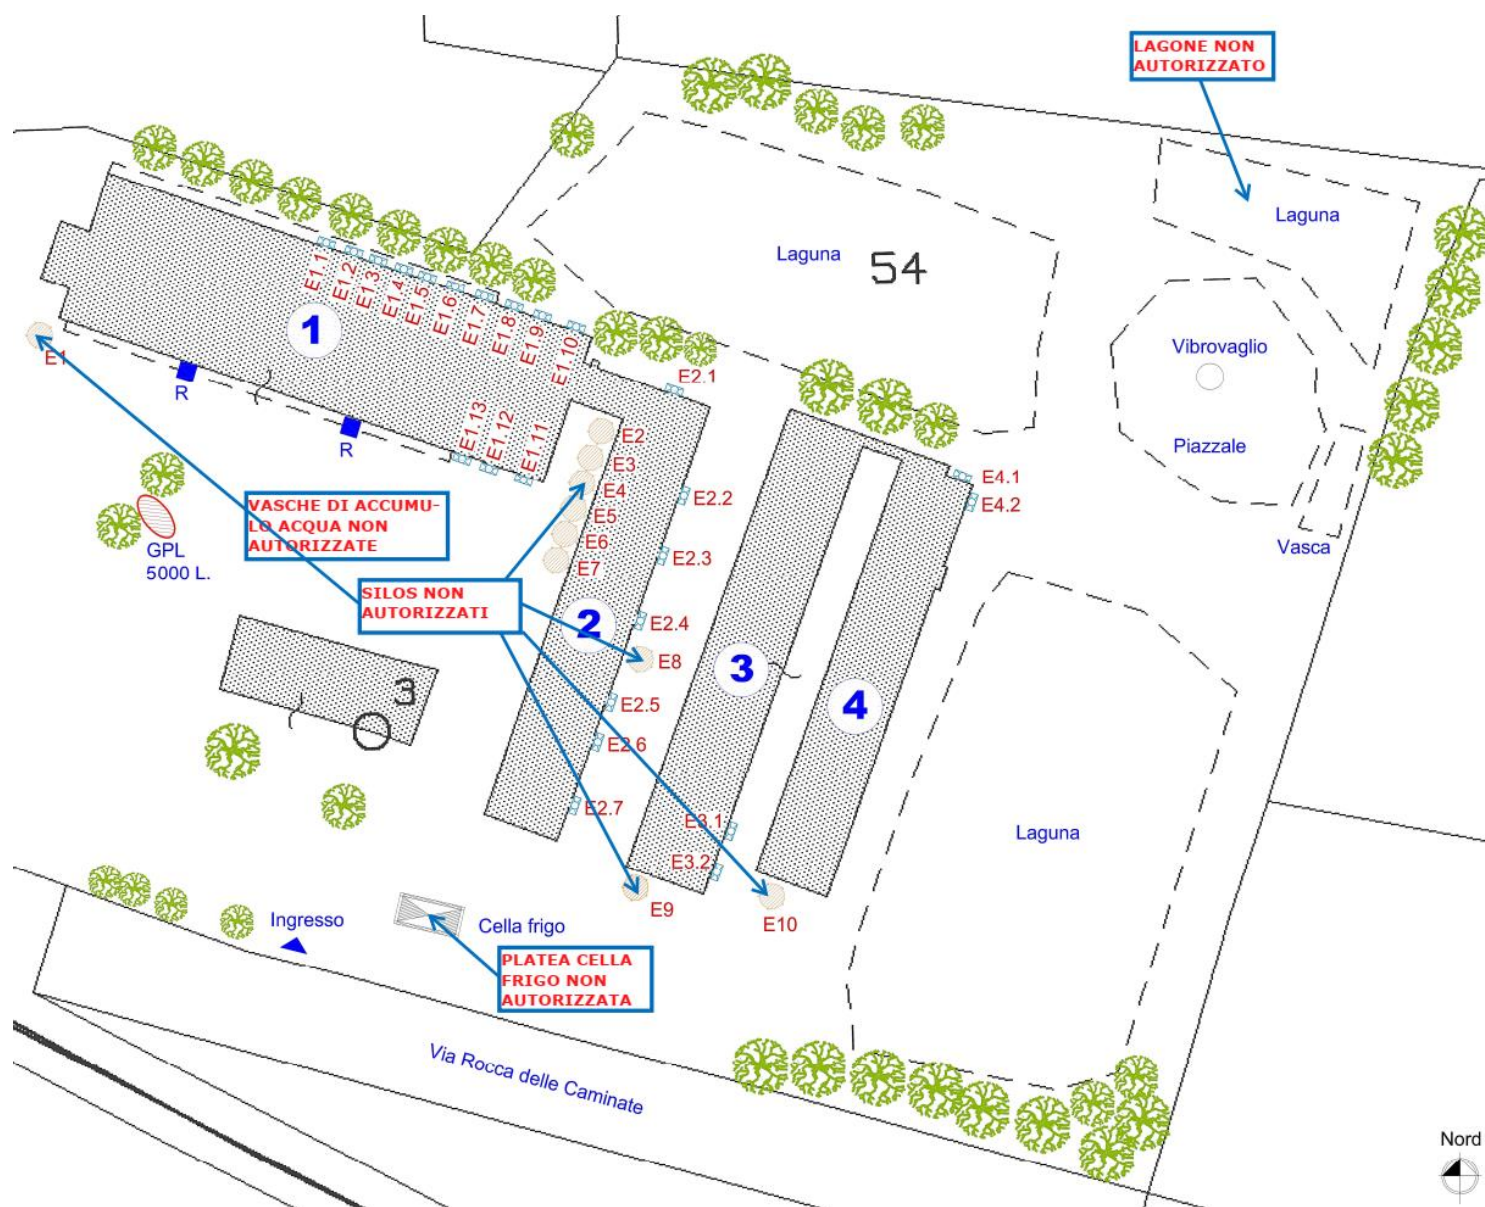 LAGONE NON
AUTORIZZATO
Laguna
Laguna
54
E1.1
E1.2
E1.3
E1.4
E1.5
E1.6
E1.7
E1.8
E1.9
E1.10
1
E1
R
R
E1.13
E1.12
E1.11
E2.1
Vibrovaglio
Piazzale
E2
E3
E4
E5
E6
E7
E2.2
E2.3
E4.1
E4.2
VASCHE DI ACCUMU-
LO ACQUA NON
AUTORIZZATE
GPL
5000 L.
Vasca
SILOS NON
AUTORIZZATI
2
E2.4
E8
3
4
3
E2.5
E2.6
E2.7
E3.1
E3.2
Laguna
E9
E10
Ingresso
Cella frigo
PLATEA CELLA
FRIGO NON
AUTORIZZATA
Via Rocca delle Caminate
Nord